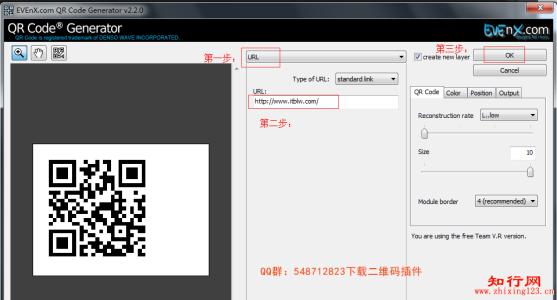 EVEnX.com QR Code Generator v2.2.0
QR Code® Generator
QR Code is registered trademark of DENSO WAVE INCORPORATED
EVEnX.com
第一步：
URL
Type of URL:
standard link
URL:
http://www.itblw.com/
第二步：
第三步：
create new layer
OK
Cancel
QR Code
Color
Position
Output
Reconstruction rate
L..low
Size
10
Module border
4 (recommended)
You are using the free Team V.R version.
QQ群：548712823下载二维码插件
知行网
www.zhixing123.cn